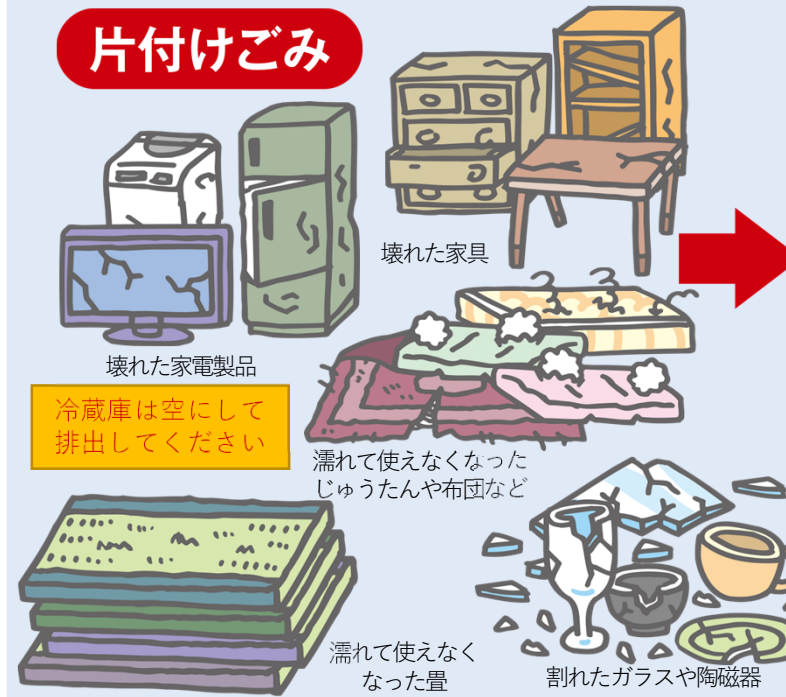 片付けごみ
壊れた家具
壊れた家電製品
冷蔵庫は空にして
排出してください
濡れて使えなくなった
じゅうたんや布団など
濡れて使えなく
なった畳
割れたガラスや陶磁器